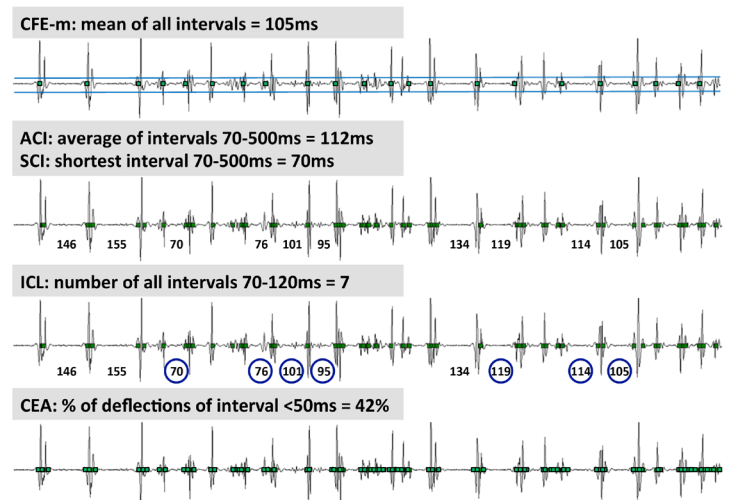 CFE-m: mean of all intervals = 105ms
ACI: average of intervals 70-500ms = 112ms
SCI: shortest interval 70-500ms = 70ms
146 155 70 76 101 95 134 119 114 105
ICL: number of all intervals 70-120ms = 7
146 155 70 76 101 95 134 119 114 105
CEA: % of deflections of interval <50ms = 42%